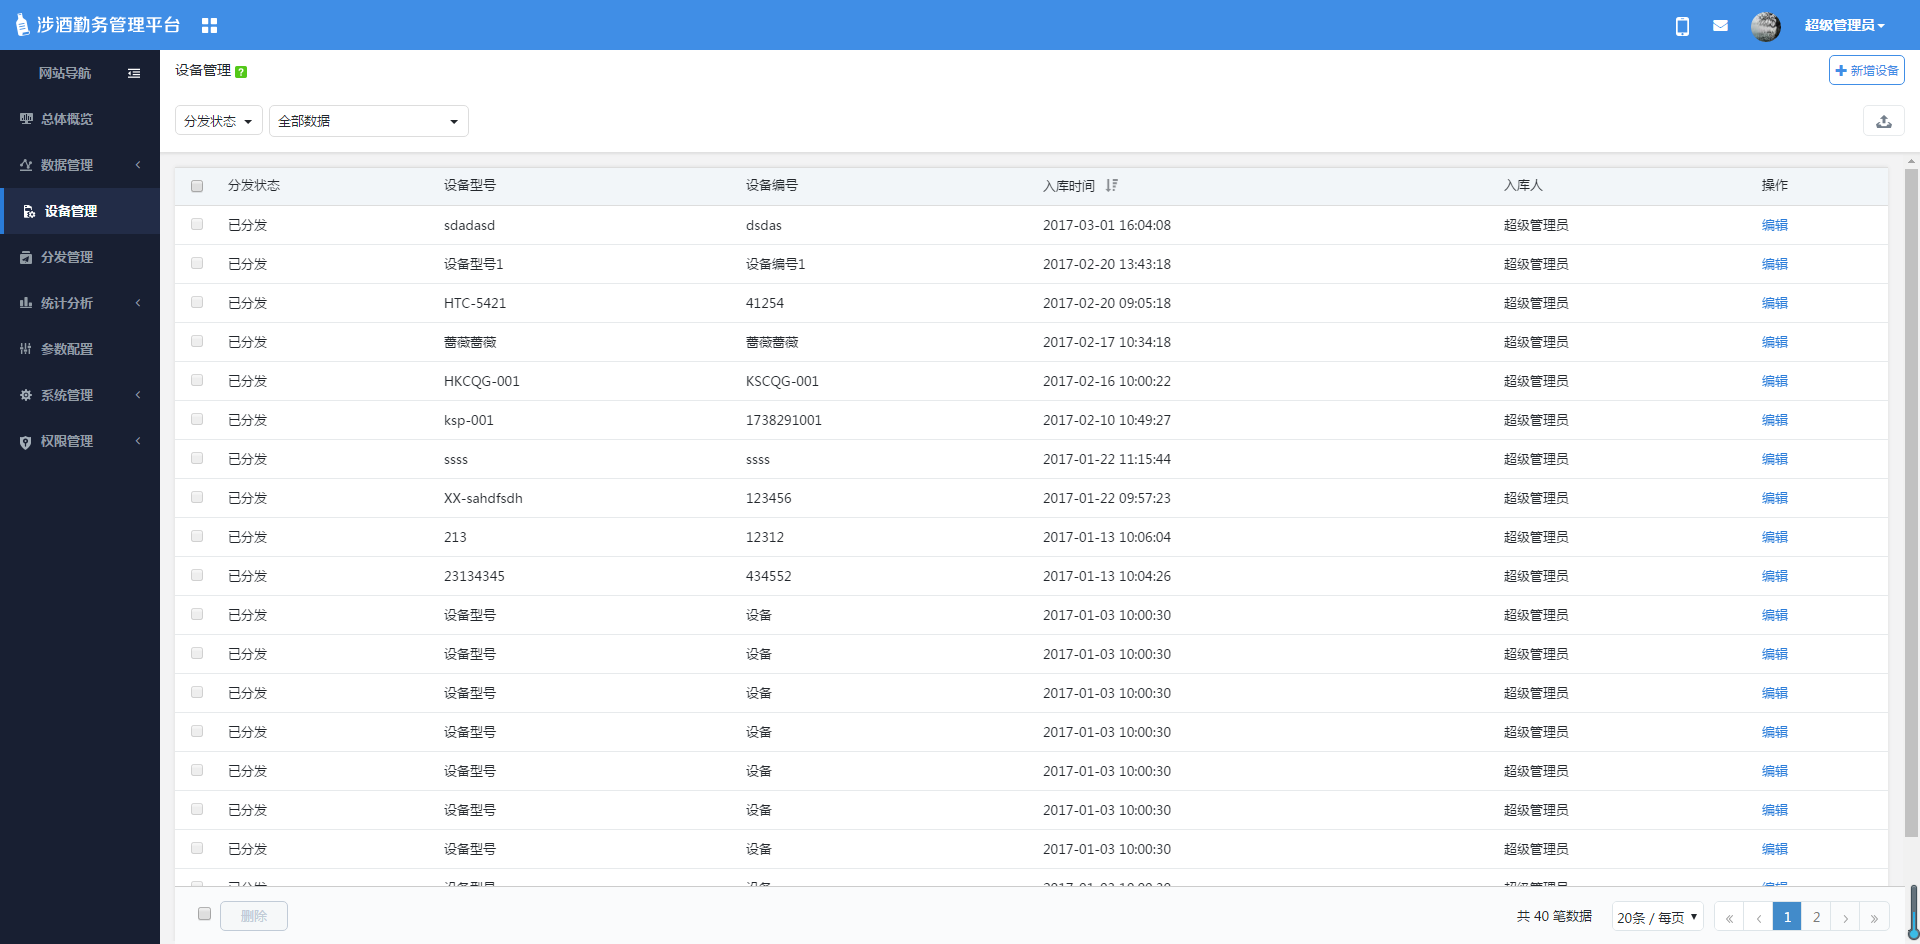 涉酒勤务管理平台
超级管理员
网站导航
总体概览
数据管理
设备管理
分发管理
统计分析
参数配置
系统管理
权限管理
设备管理 ?
新增设备
分发状态 全部数据
分发状态 设备型号 设备编号 入库时间 入库人 操作
已分发 sdadasd dsdas 2017-03-01 16:04:08 超级管理员 编辑
已分发 设备型号1 设备编号1 2017-02-20 13:43:18 超级管理员 编辑
已分发 HTC-5421 41254 2017-02-20 09:05:18 超级管理员 编辑
已分发 蔷薇蔷薇 蔷薇蔷薇 2017-02-17 10:34:18 超级管理员 编辑
已分发 HKCQG-001 KSCQG-001 2017-02-16 10:00:22 超级管理员 编辑
已分发 ksp-001 1738291001 2017-02-10 10:49:27 超级管理员 编辑
已分发 ssss ssss 2017-01-22 11:15:44 超级管理员 编辑
已分发 XX-sahdfsdh 123456 2017-01-22 09:57:23 超级管理员 编辑
已分发 213 12312 2017-01-13 10:06:04 超级管理员 编辑
已分发 23134345 434552 2017-01-13 10:04:26 超级管理员 编辑
已分发 设备型号 设备 2017-01-03 10:00:30 超级管理员 编辑
已分发 设备型号 设备 2017-01-03 10:00:30 超级管理员 编辑
已分发 设备型号 设备 2017-01-03 10:00:30 超级管理员 编辑
已分发 设备型号 设备 2017-01-03 10:00:30 超级管理员 编辑
已分发 设备型号 设备 2017-01-03 10:00:30 超级管理员 编辑
已分发 设备型号 设备 2017-01-03 10:00:30 超级管理员 编辑
已分发 设备型号 设备 2017-01-03 10:00:30 超级管理员 编辑
删除 共 40 笔数据 20条 / 每页 « ‹ 1 2 › »